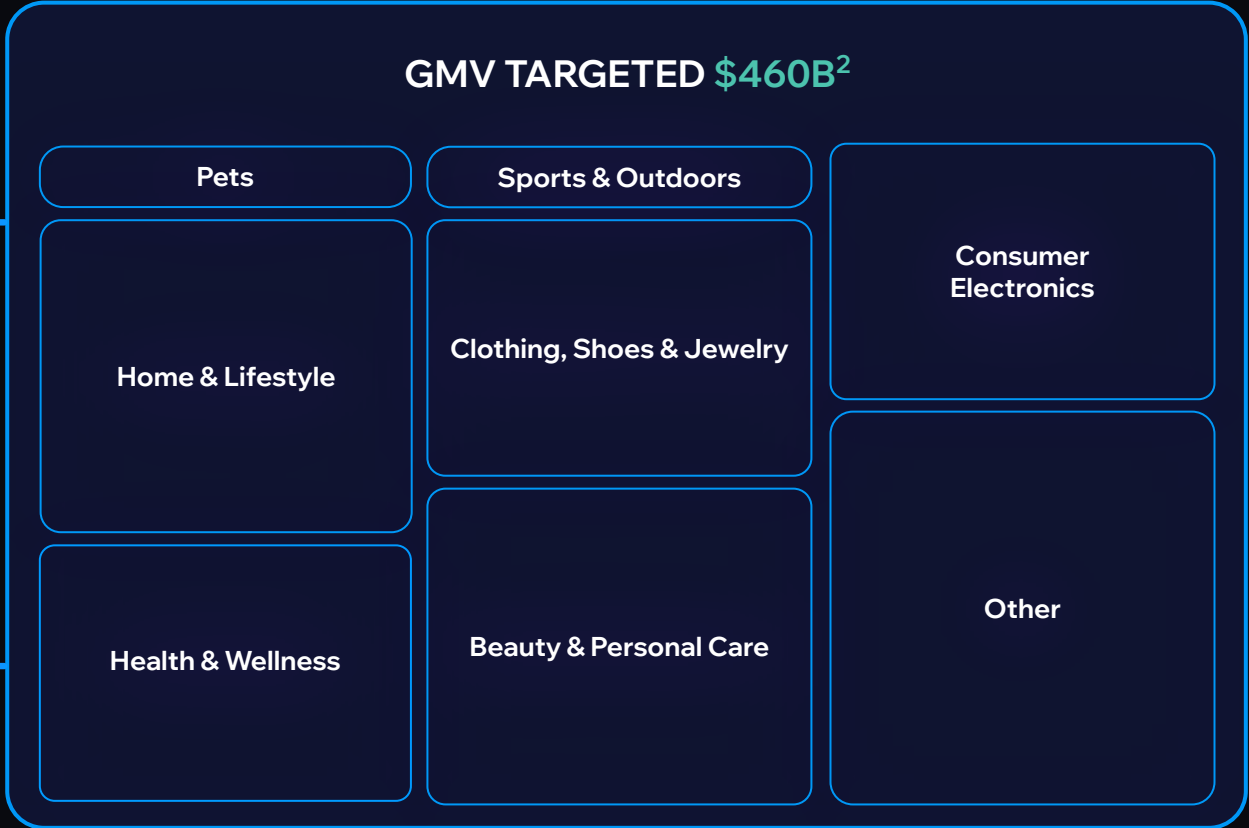 GMV TARGETED $460B²
Pets
Home & Lifestyle
Health & Wellness
Sports & Outdoors
Clothing, Shoes & Jewelry
Beauty & Personal Care
Consumer
Electronics
Other